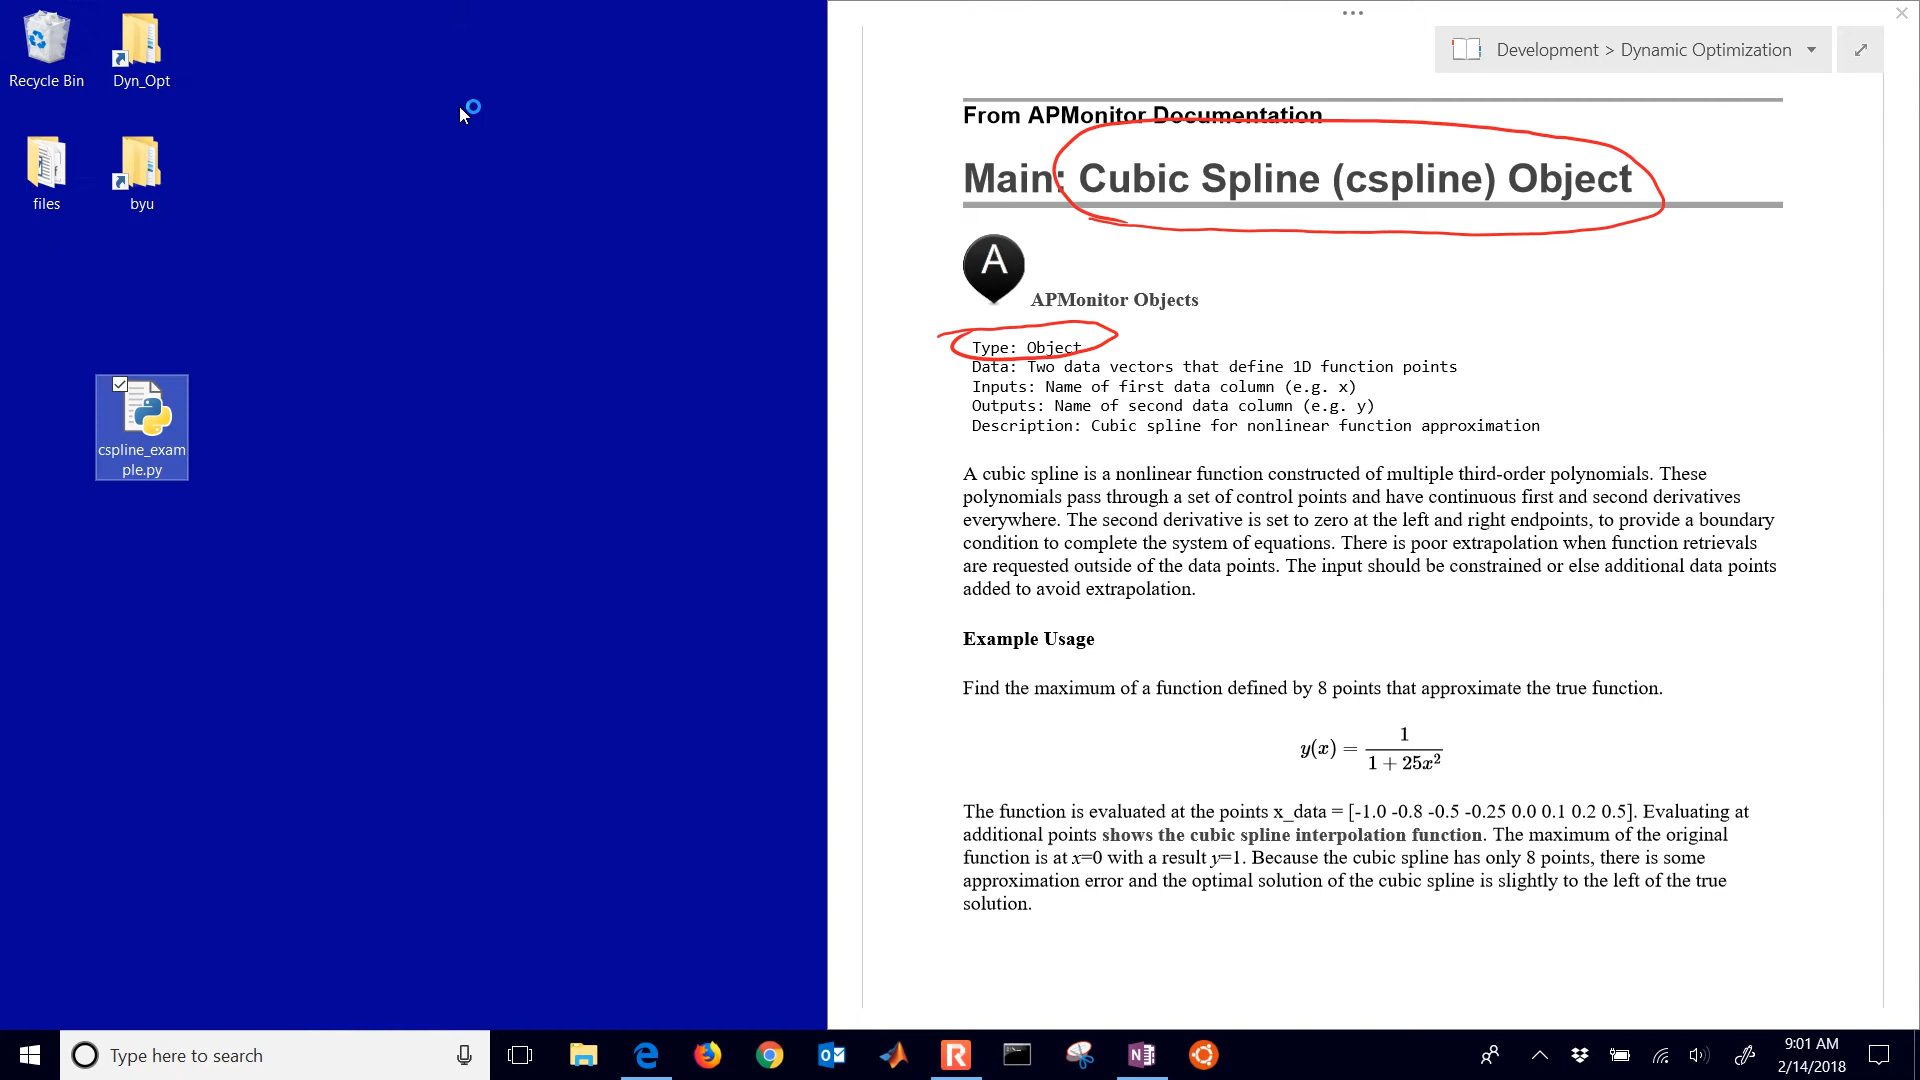 Recycle Bin
Dyn_Opt
files
byu
cspline_exam
ple.py
Development > Dynamic Optimization
From APMonitor Documentation
Main: Cubic Spline (cspline) Object
A
APMonitor Objects
Type: Object
Data: Two data vectors that define 1D function points
Inputs: Name of first data column (e.g. x)
Outputs: Name of second data column (e.g. y)
Description: Cubic spline for nonlinear function approximation
A cubic spline is a nonlinear function constructed of multiple third-order polynomials. These
polynomials pass through a set of control points and have continuous first and second derivatives
everywhere. The second derivative is set to zero at the left and right endpoints, to provide a boundary
condition to complete the system of equations. There is poor extrapolation when function retrievals
are requested outside of the data points. The input should be constrained or else additional data points
added to avoid extrapolation.
Example Usage
Find the maximum of a function defined by 8 points that approximate the true function.
y(x) = 1 / (1 + 25x²)
The function is evaluated at the points x_data = [-1.0 -0.8 -0.5 -0.25 0.0 0.1 0.2 0.5]. Evaluating at
additional points shows the cubic spline interpolation function. The maximum of the original
function is at x=0 with a result y=1. Because the cubic spline has only 8 points, there is some
approximation error and the optimal solution of the cubic spline is slightly to the left of the true
solution.
Type here to search
9:01 AM
2/14/2018